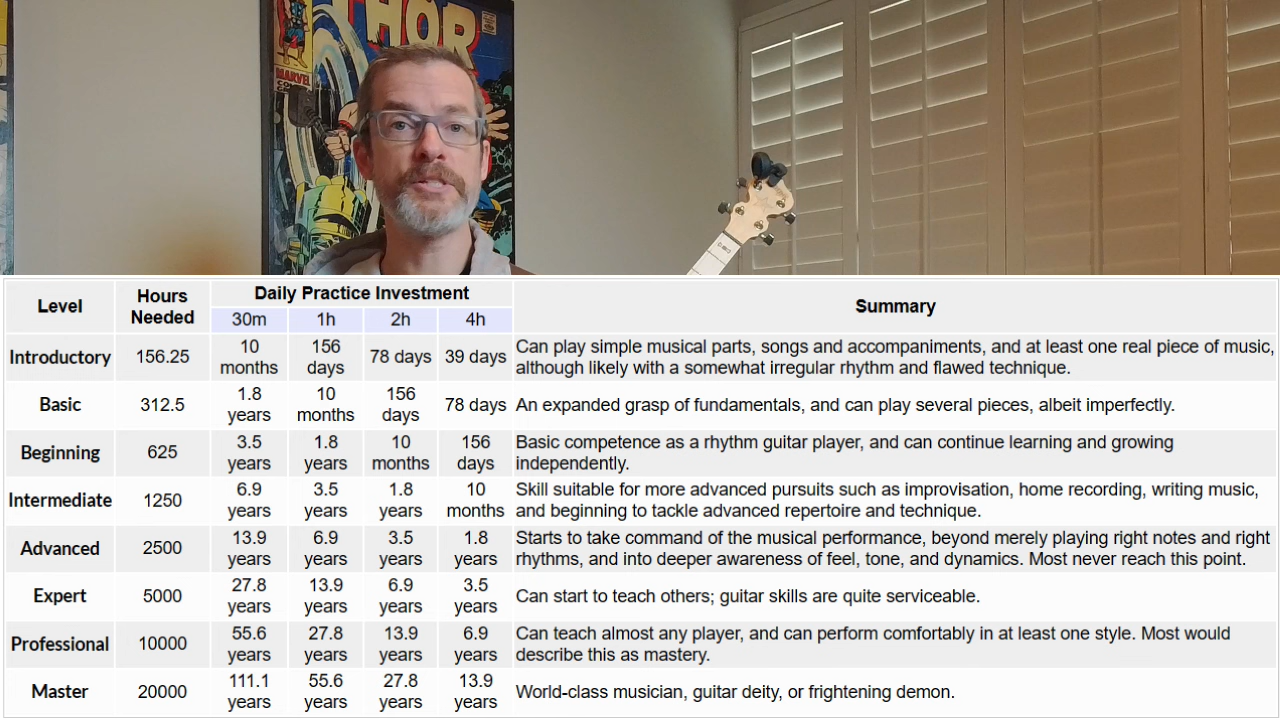 THOR
MARVEL
Level
Hours
Needed
Daily Practice Investment
30m 1h 2h 4h
Summary
Introductory 156.25 10 months 156 days 78 days 39 days Can play simple musical parts, songs and accompaniments, and at least one real piece of music,
although likely with a somewhat irregular rhythm and flawed technique.
Basic 312.5 1.8 years 10 months 156 days 78 days An expanded grasp of fundamentals, and can play several pieces, albeit imperfectly.
Beginning 625 3.5 years 1.8 years 10 months 156 days Basic competence as a rhythm guitar player, and can continue learning and growing
independently.
Intermediate 1250 6.9 years 3.5 years 1.8 years 10 months Skill suitable for more advanced pursuits such as improvisation, home recording, writing music,
and beginning to tackle advanced repertoire and technique.
Advanced 2500 13.9 years 6.9 years 3.5 years 1.8 years Starts to take command of the musical performance, beyond merely playing right notes and right
rhythms, and into deeper awareness of feel, tone, and dynamics. Most never reach this point.
Expert 5000 27.8 years 13.9 years 6.9 years 3.5 years Can start to teach others; guitar skills are quite serviceable.
Professional 10000 55.6 years 27.8 years 13.9 years 6.9 years Can teach almost any player, and can perform comfortably in at least one style. Most would
describe this as mastery.
Master 20000 111.1 years 55.6 years 27.8 years 13.9 years World-class musician, guitar deity, or frightening demon.